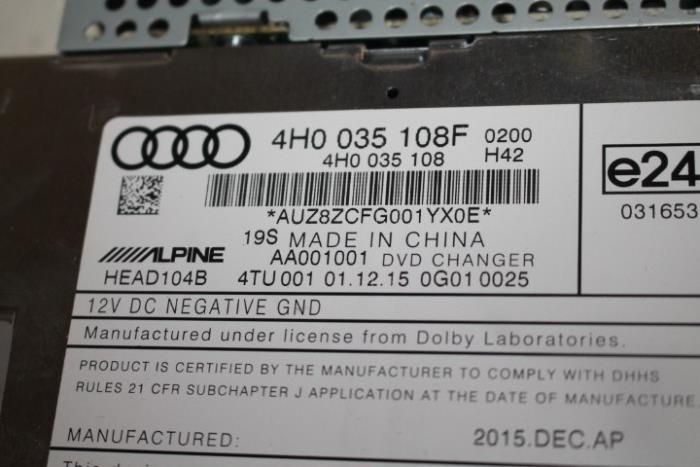 4H0 035 108F 0200
4H0 035 108 H42
*AUZ8ZCFG001YX0E*
19S MADE IN CHINA
ALPINE AA001001 DVD CHANGER
HEAD104B 4TU 001 01.12.15 0G01 0025
12V DC NEGATIVE GND
Manufactured under license from Dolby Laboratories.
PRODUCT IS CERTIFIED BY THE MANUFACTURER TO COMPLY WITH DHHS
RULES 21 CFR SUBCHAPTER J APPLICATION AT THE DATE OF MANUFACTURE.
MANUFACTURED: 2015.DEC.AP
e24
031653